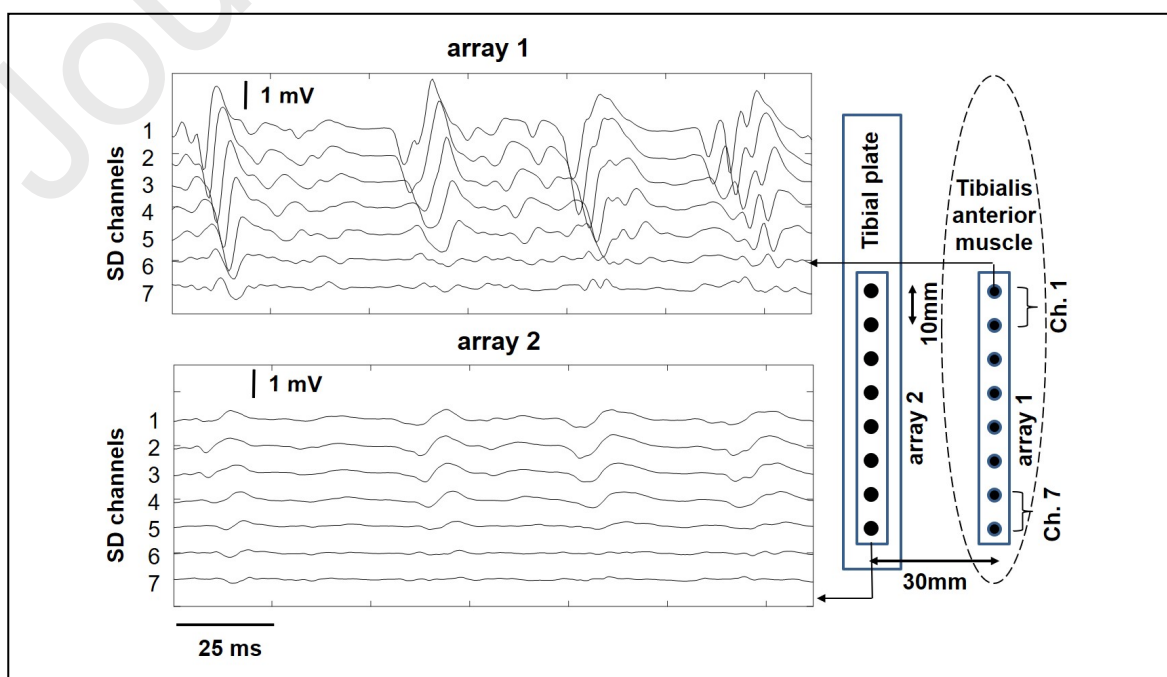 Jou
array 1
1 mV
SD channels
1
2
3
4
5
6
7
array 2
1 mV
SD channels
1
2
3
4
5
6
7
25 ms
Tibial plate
Tibialis
anterior
muscle
10mm
Ch. 1
array 2
array 1
Ch. 7
30mm